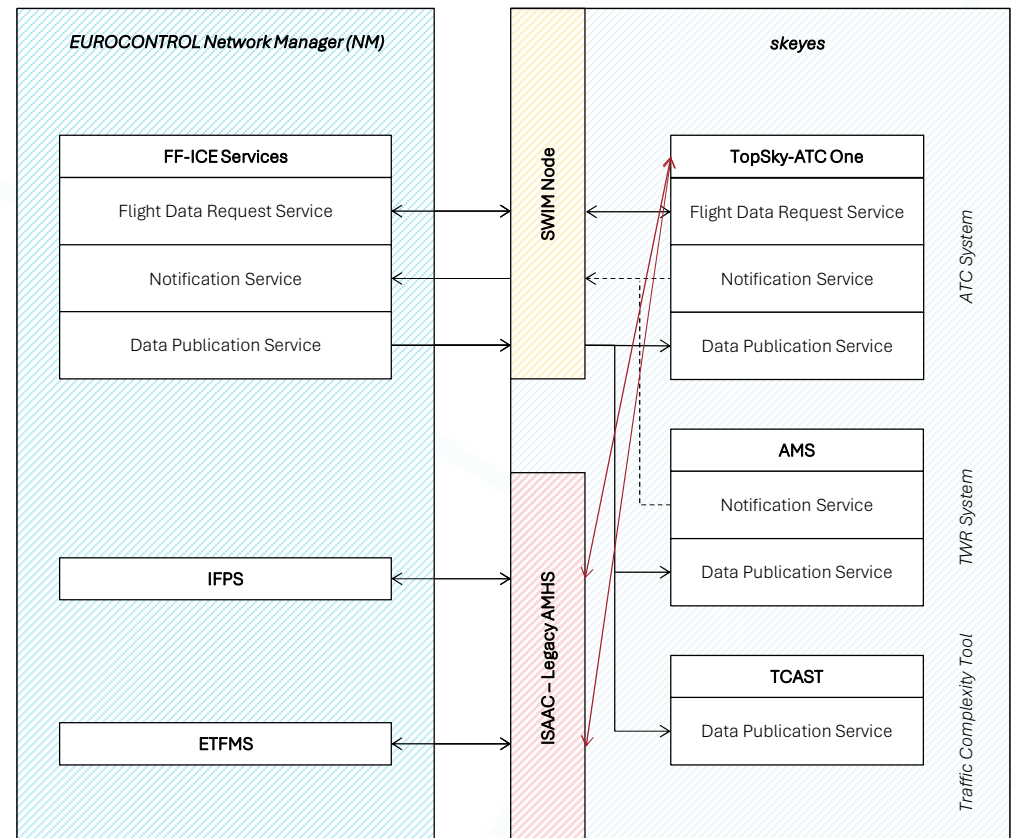 EUROCONTROL Network Manager (NM)
FF-ICE Services
Flight Data Request Service
Notification Service
Data Publication Service
IFPS
ETFMS
SWIM Node
ISAAC – Legacy AMHS
skeyes
TopSky-ATC One
Flight Data Request Service
Notification Service
Data Publication Service
ATC System
AMS
Notification Service
Data Publication Service
TWR System
TCAST
Data Publication Service
Traffic Complexity Tool